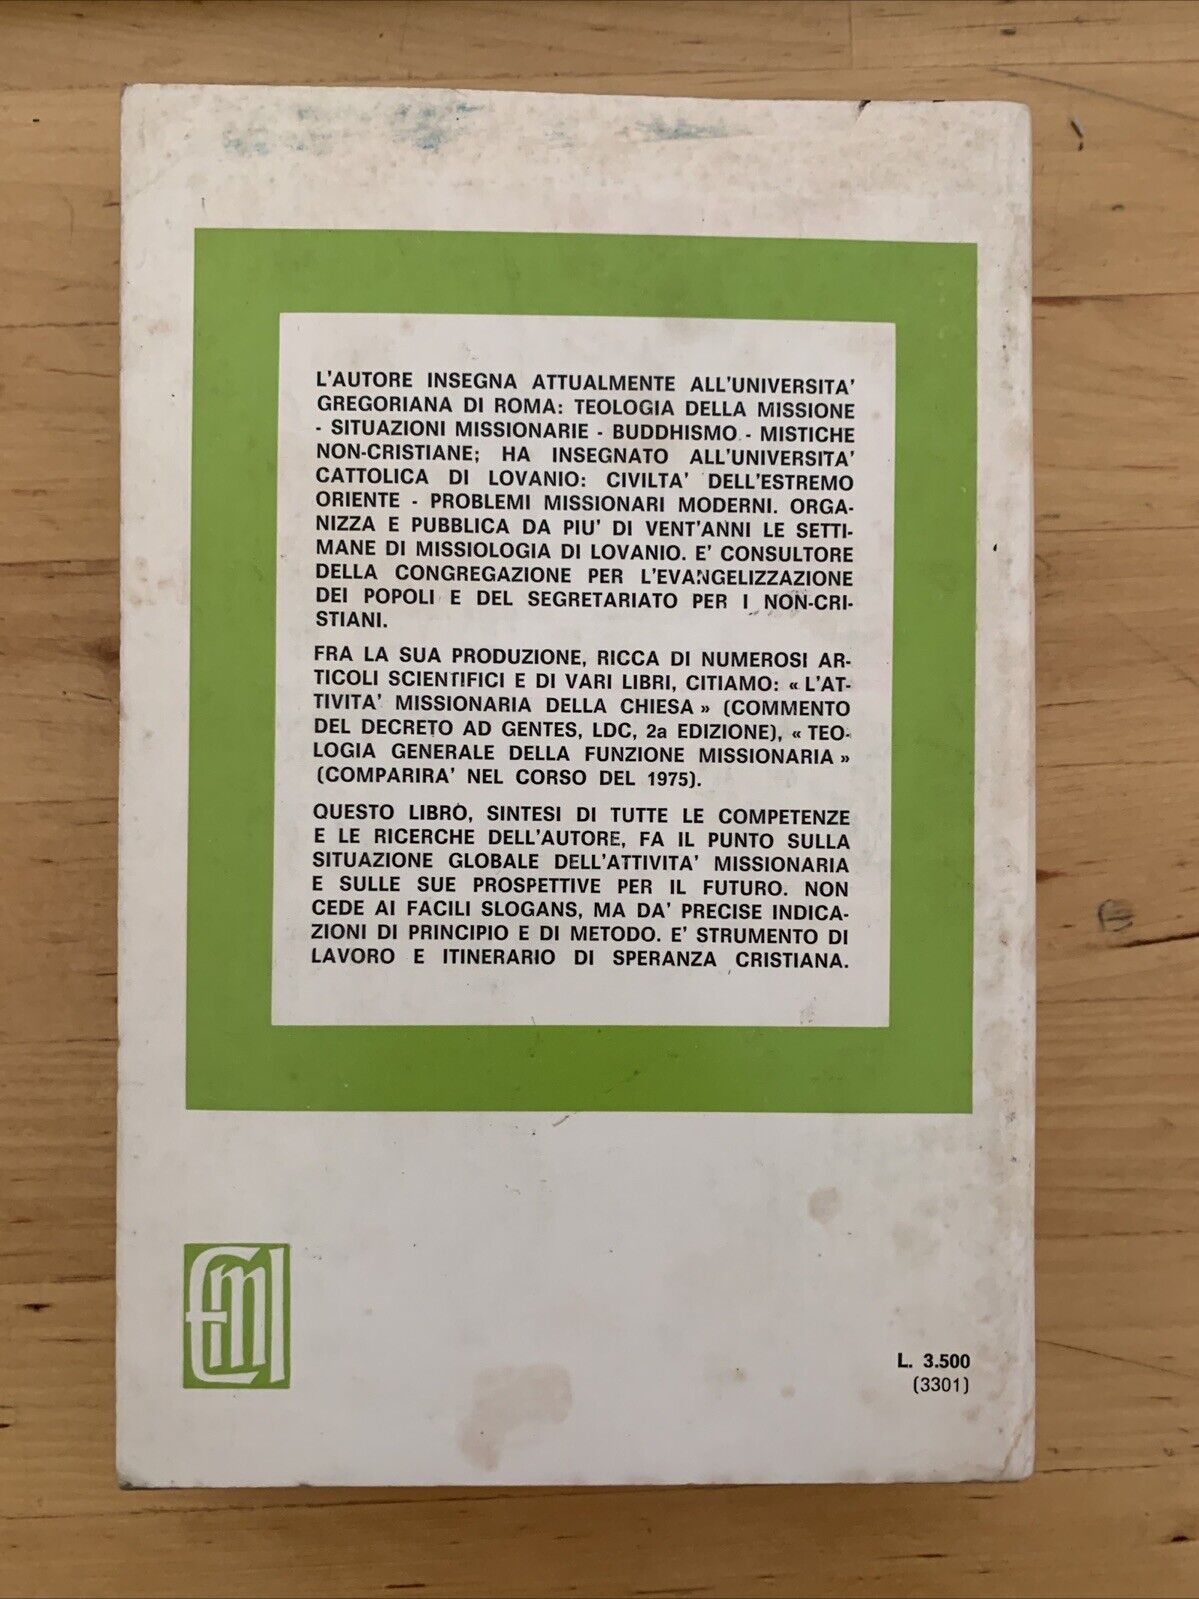 L'AUTORE INSEGNA ATTUALMENTE ALL'UNIVERSITA'
GREGORIANA DI ROMA: TEOLOGIA DELLA MISSIONE
- SITUAZIONI MISSIONARIE - BUDDHISMO - MISTICHE
NON-CRISTIANE; HA INSEGNATO ALL'UNIVERSITA'
CATTOLICA DI LOVANIO: CIVILTA' DELL'ESTREMO
ORIENTE - PROBLEMI MISSIONARI MODERNI. ORGA-
NIZZA E PUBBLICA DA PIU' DI VENT'ANNI LE SETTI-
MANE DI MISSIOLOGIA DI LOVANIO. E' CONSULTORE
DELLA CONGREGAZIONE PER L'EVANGELIZZAZIONE
DEI POPOLI E DEL SEGRETARIATO PER I NON-CRI-
STIANI.
FRA LA SUA PRODUZIONE, RICCA DI NUMEROSI AR-
TICOLI SCIENTIFICI E DI VARI LIBRI, CITIAMO: « L'AT-
TIVITA' MISSIONARIA DELLA CHIESA » (COMMENTO
DEL DECRETO AD GENTES, LDC, 2a EDIZIONE), « TEO-
LOGIA GENERALE DELLA FUNZIONE MISSIONARIA »
(COMPARIRA' NEL CORSO DEL 1975).
QUESTO LIBRO, SINTESI DI TUTTE LE COMPETENZE
E LE RICERCHE DELL'AUTORE, FA IL PUNTO SULLA
SITUAZIONE GLOBALE DELL'ATTIVITA' MISSIONARIA
E SULLE SUE PROSPETTIVE PER IL FUTURO. NON
CEDE AI FACILI SLOGANS, MA DA' PRECISE INDICA-
ZIONI DI PRINCIPIO E DI METODO. E' STRUMENTO DI
LAVORO E ITINERARIO DI SPERANZA CRISTIANA.
EMI
L. 3.500
(3301)